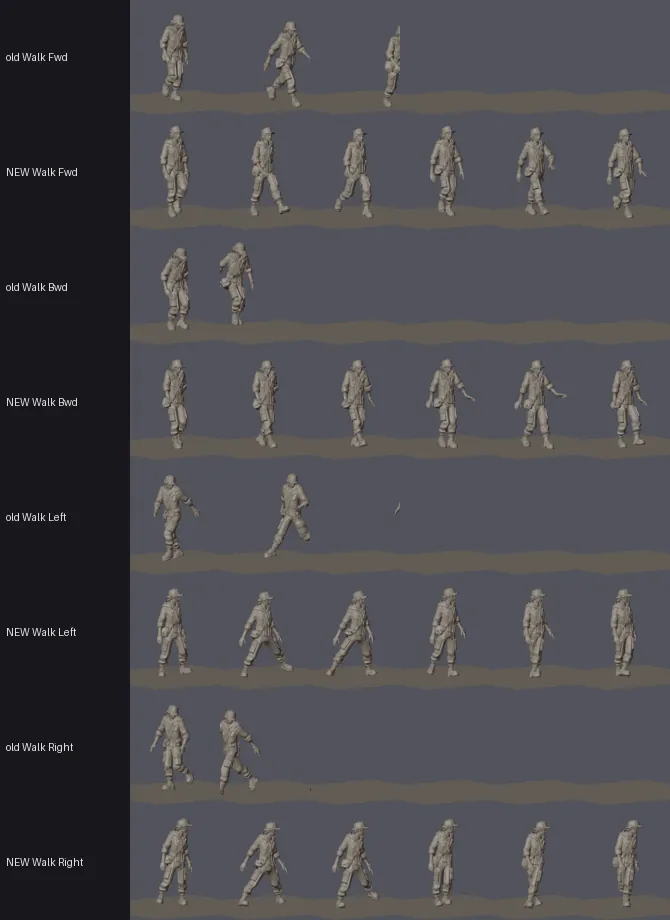 old Walk Fwd
NEW Walk Fwd
old Walk Bwd
NEW Walk Bwd
old Walk Left
NEW Walk Left
old Walk Right
NEW Walk Right